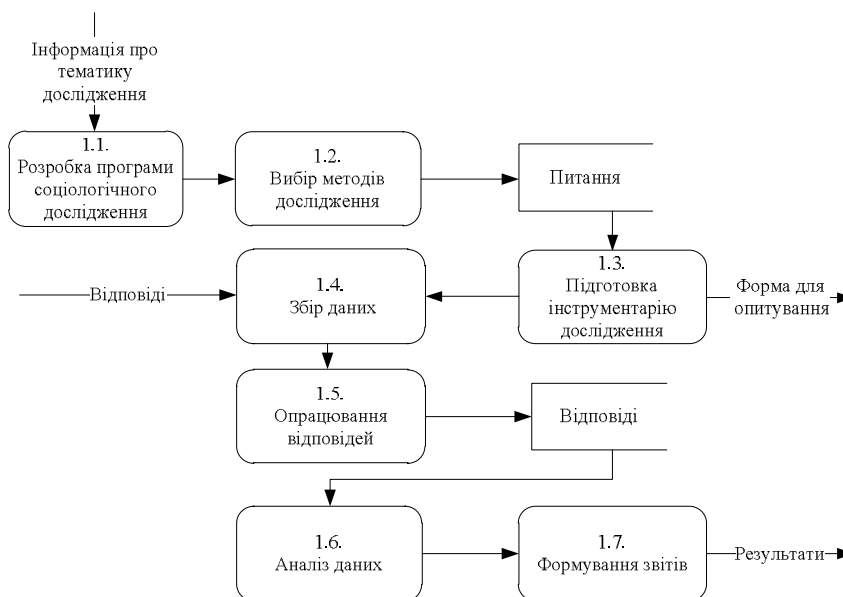 Інформація про
тематику
дослідження
1.1.
Розробка програми
соціологічного
дослідження
1.2.
Вибір методів
дослідження
Питання
Відповіді
1.4.
Збір даних
1.3.
Підготовка
інструментарію
дослідження
Форма для
опитування
1.5.
Опрацювання
відповідей
Відповіді
1.6.
Аналіз даних
1.7.
Формування звітів
Результати